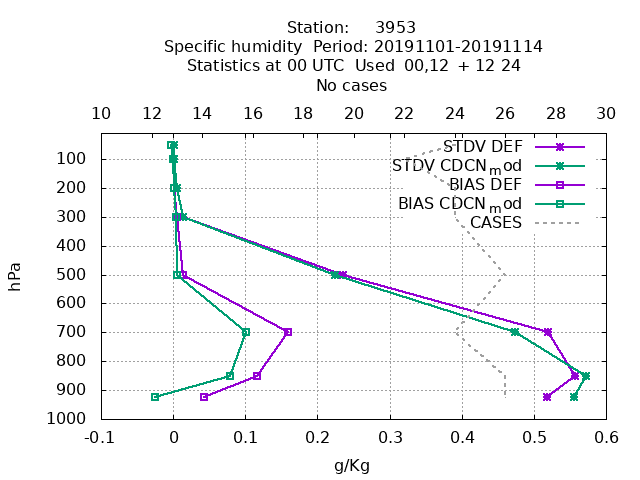 Station:     3953
Specific humidity  Period: 20191101-20191114
Statistics at 00 UTC  Used  00,12  + 12 24
No cases
10 12 14 16 18 20 22 24 26 28 30
STDV DEF
STDV CDCN_mod
BIAS DEF
BIAS CDCN_mod
CASES
100
200
300
400
500
600
700
800
900
1000
hPa
-0.1 0 0.1 0.2 0.3 0.4 0.5 0.6
g/Kg